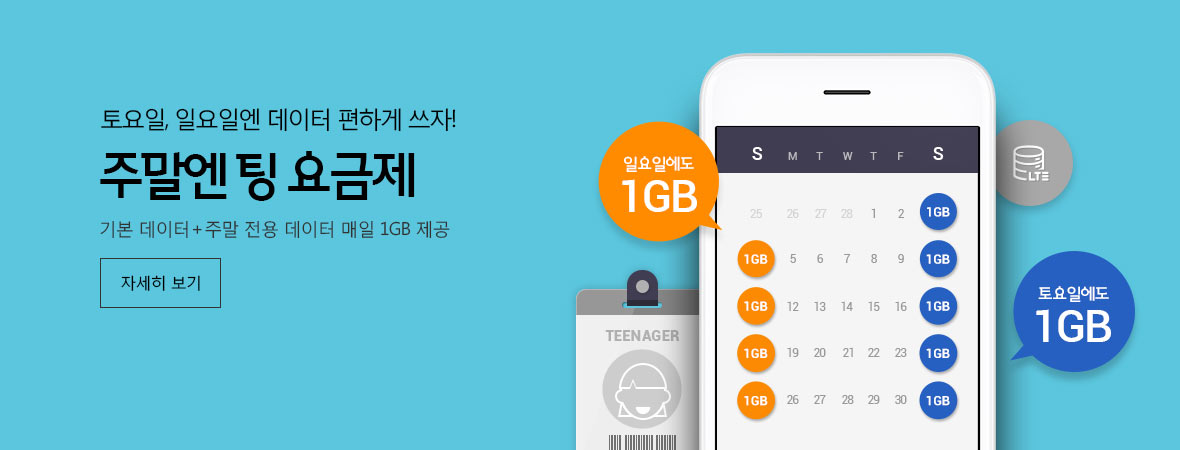 토요일, 일요일엔 데이터 편하게 쓰자!
주말엔 팅 요금제
기본 데이터+주말 전용 데이터 매일 1GB 제공
자세히 보기
일요일에도
1GB
TEENAGER
S M T W T F S
25 26 27 28 1 2 1GB
1GB 5 6 7 8 9 1GB
1GB 12 13 14 15 16 1GB
1GB 19 20 21 22 23 1GB
1GB 26 27 28 29 30 1GB
LTE
토요일에도
1GB